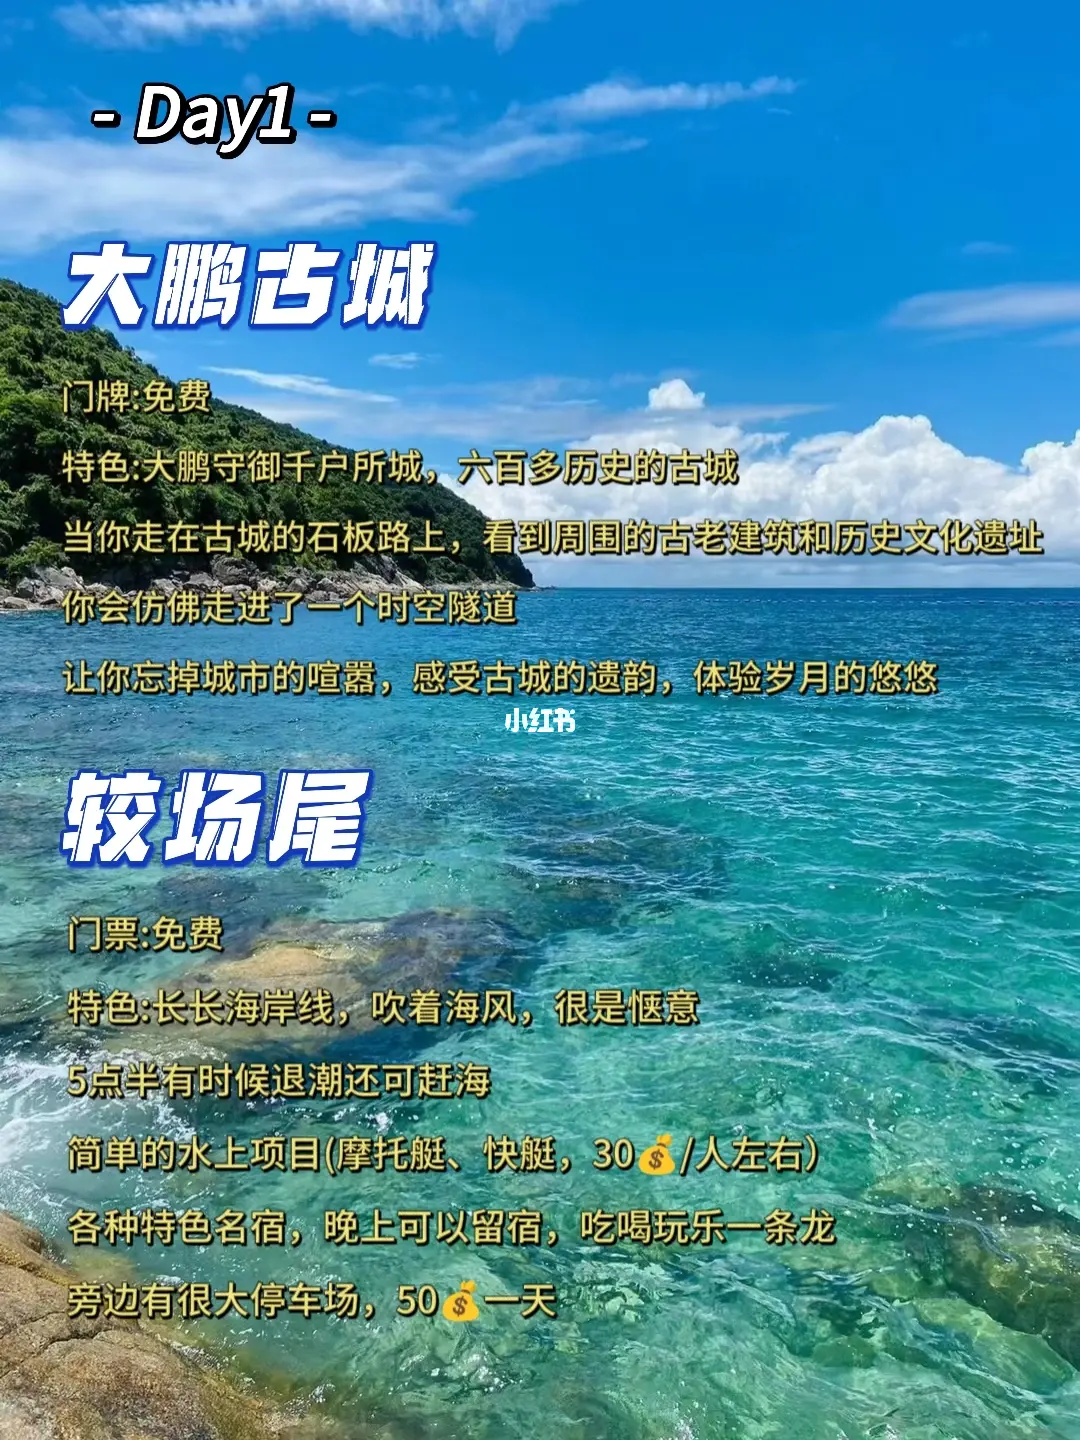 - Day1 -
大鹏古城
门牌:免费
特色:大鹏守御千户所城，六百多历史的古城
当你走在古城的石板路上，看到周围的古老建筑和历史文化遗址
你会仿佛走进了一个时空隧道
让你忘掉城市的喧嚣，感受古城的遗韵，体验岁月的悠悠
小红书
较场尾
门票:免费
特色:长长海岸线，吹着海风，很是惬意
5点半有时候退潮还可赶海
简单的水上项目(摩托艇、快艇，30💰/人左右）
各种特色名宿，晚上可以留宿，吃喝玩乐一条龙
旁边有很大停车场，50💰一天